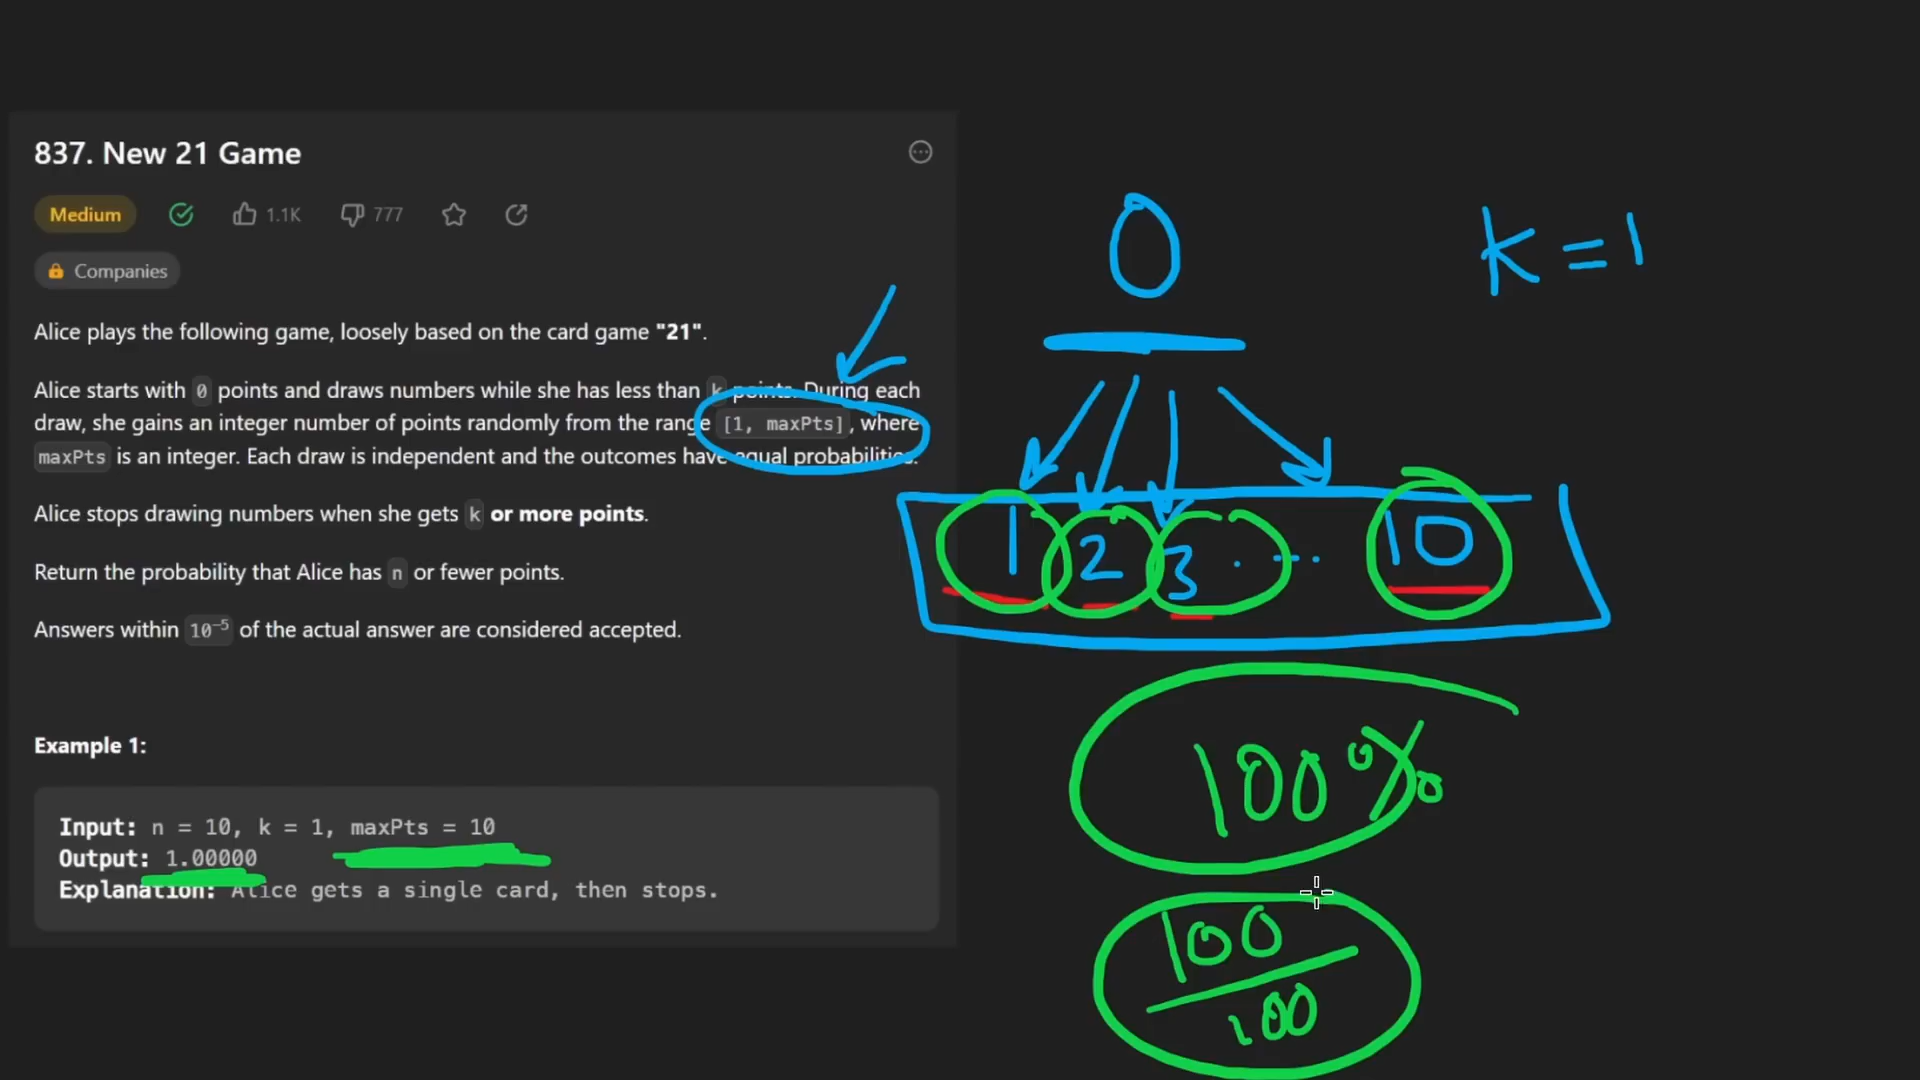 837. New 21 Game
Medium 1.1K 777
Companies
Alice plays the following game, loosely based on the card game "21".
Alice starts with 0 points and draws numbers while she has less than k points. During each
draw, she gains an integer number of points randomly from the range [1, maxPts], where
maxPts is an integer. Each draw is independent and the outcomes have equal probabilities.
Alice stops drawing numbers when she gets k or more points.
Return the probability that Alice has n or fewer points.
Answers within 10⁻⁵ of the actual answer are considered accepted.
Example 1:
Input: n = 10, k = 1, maxPts = 10
Output: 1.00000
Explanation: Alice gets a single card, then stops.
0
k = 1
1 2 3 ... 10
100%
100
100